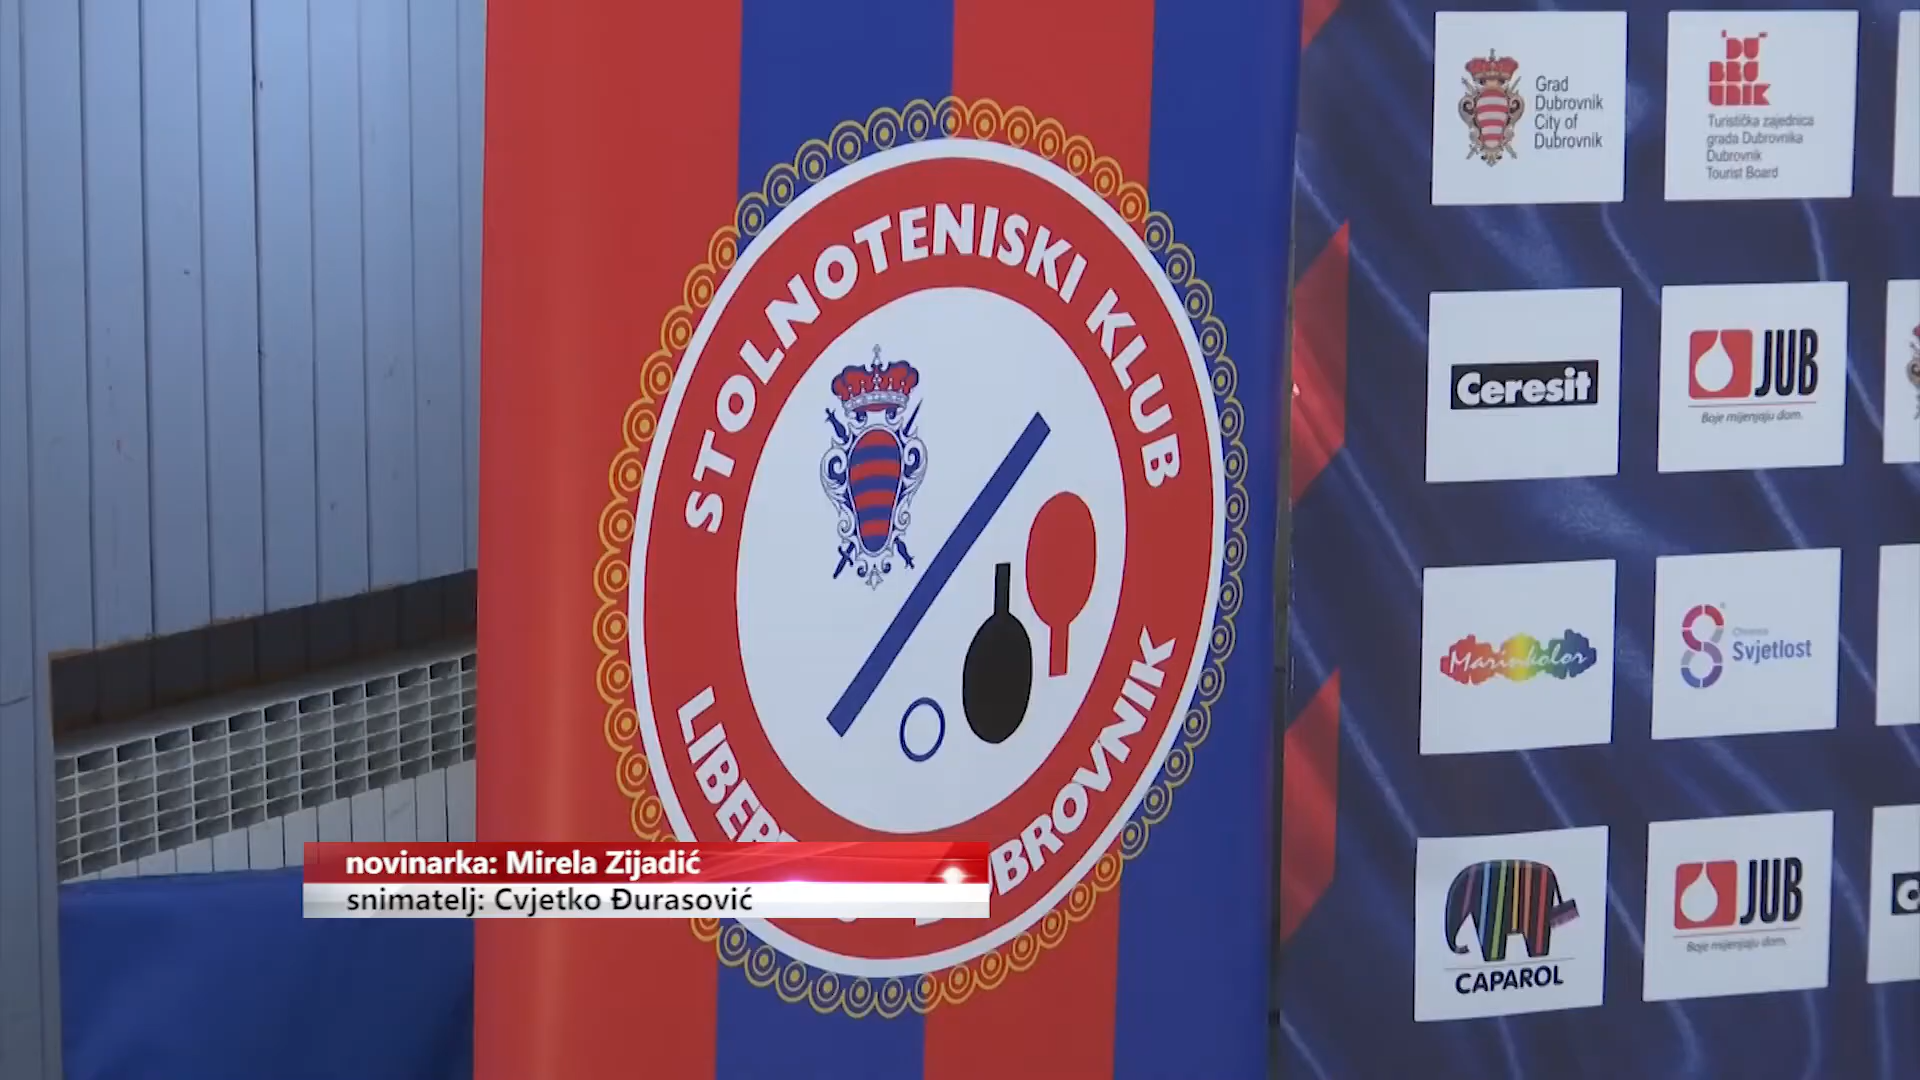 STOLNOTENISKI KLUB
DUBROVNIK
novinarka: Mirela Zijadić
snimatelj: Cvjetko Đurasović
Grad
Dubrovnik
City of
Dubrovnik
DU
BRO
VNIK
Turistička zajednica
grada Dubrovnika
Dubrovnik
Tourist Board
Ceresit
JUB
Boje mijenjaju dom.
Marinkolor
Svjetlost
CAPAROL
JUB
Boje mijenjaju dom.